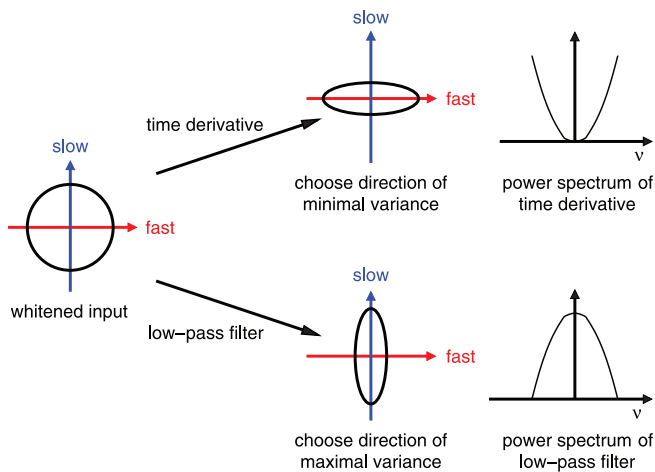 slow
fast
time derivative
choose direction of
minimal variance
ν
power spectrum of
time derivative
slow
fast
whitened input
low–pass filter
slow
fast
choose direction of
maximal variance
ν
power spectrum of
low–pass filter